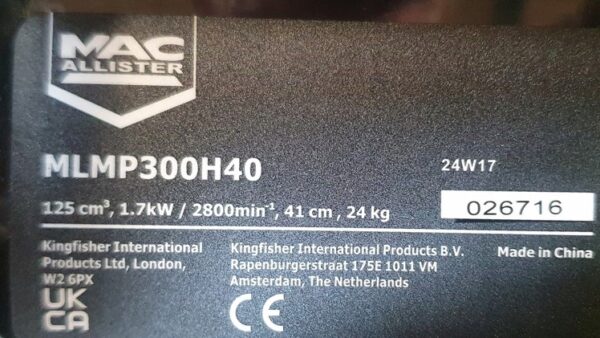 MAC
ALLISTER
MLMP300H40
24W17
125 cm³, 1.7kW / 2800min⁻¹, 41 cm , 24 kg
026716
Kingfisher International
Products Ltd, London,
W2 6PX
Kingfisher International Products B.V.
Rapenburgerstraat 175E 1011 VM
Amsterdam, The Netherlands
Made in China
UK
CA
CE